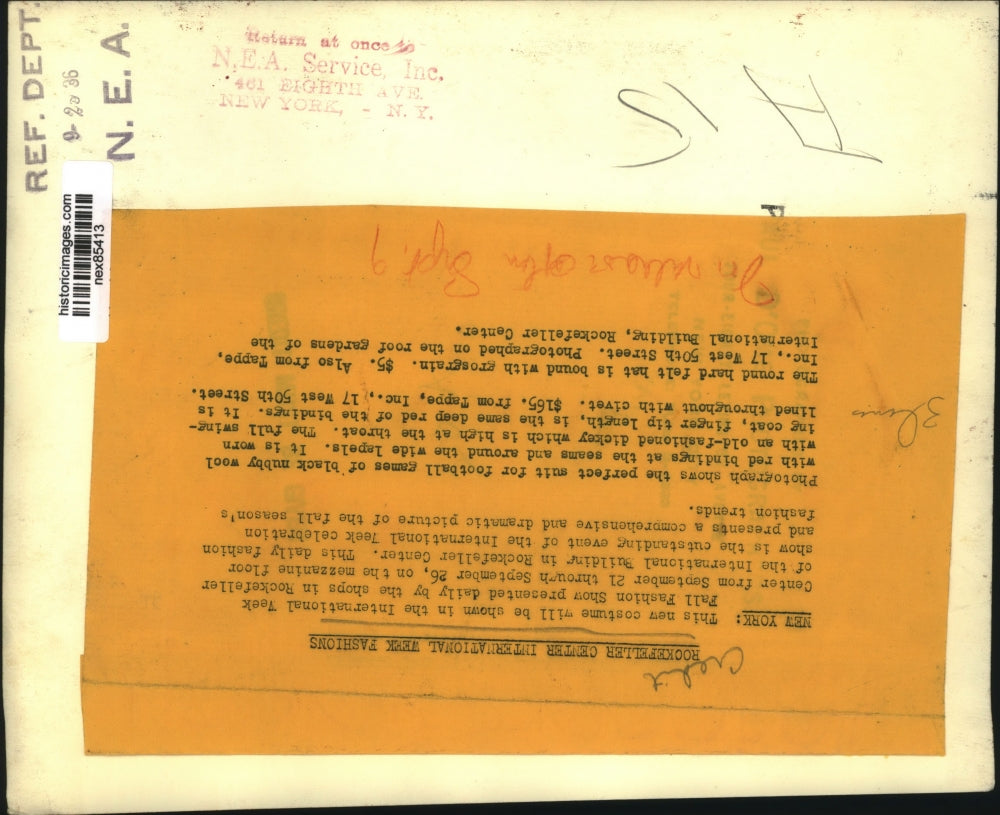 REF. DEPT.
9-20 36
N. E. A.
Return at once to
N.E.A. Service, Inc.
461 EIGHTH AVE.
NEW YORK, - N. Y.
historicimages.com
nex85413
Credit
ROCKEFELLER CENTER INTERNATIONAL WEEK FASHIONS
NEW YORK: This new costume will be shown in the International Week
Fall Fashion Show presented daily by the shops in Rockefeller
Center from September 21 through September 26, on the mezzanine floor
of the International Building in Rockefeller Center. This daily fashion
show is the outstanding event of the International Week celebration
and presents a comprehensive and dramatic picture of the fall season's
fashion trends.
Photograph shows the perfect suit for football games of black nubby wool
with red bindings at the seams and around the wide lapels. It is worn
with an old-fashioned dickey which is high at the throat. The full swing-
ing coat, finger tip length, is the same deep red of the bindings. It is
lined throughout with civet. $165. from Tappe, Inc., 17 West 50th Street.
The round hard felt hat is bound with grosgrain. $5. Also from Tappe,
Inc., 17 West 50th Street. Photographed on the roof gardens of the
International Building, Rockefeller Center.
release after Sept. 9